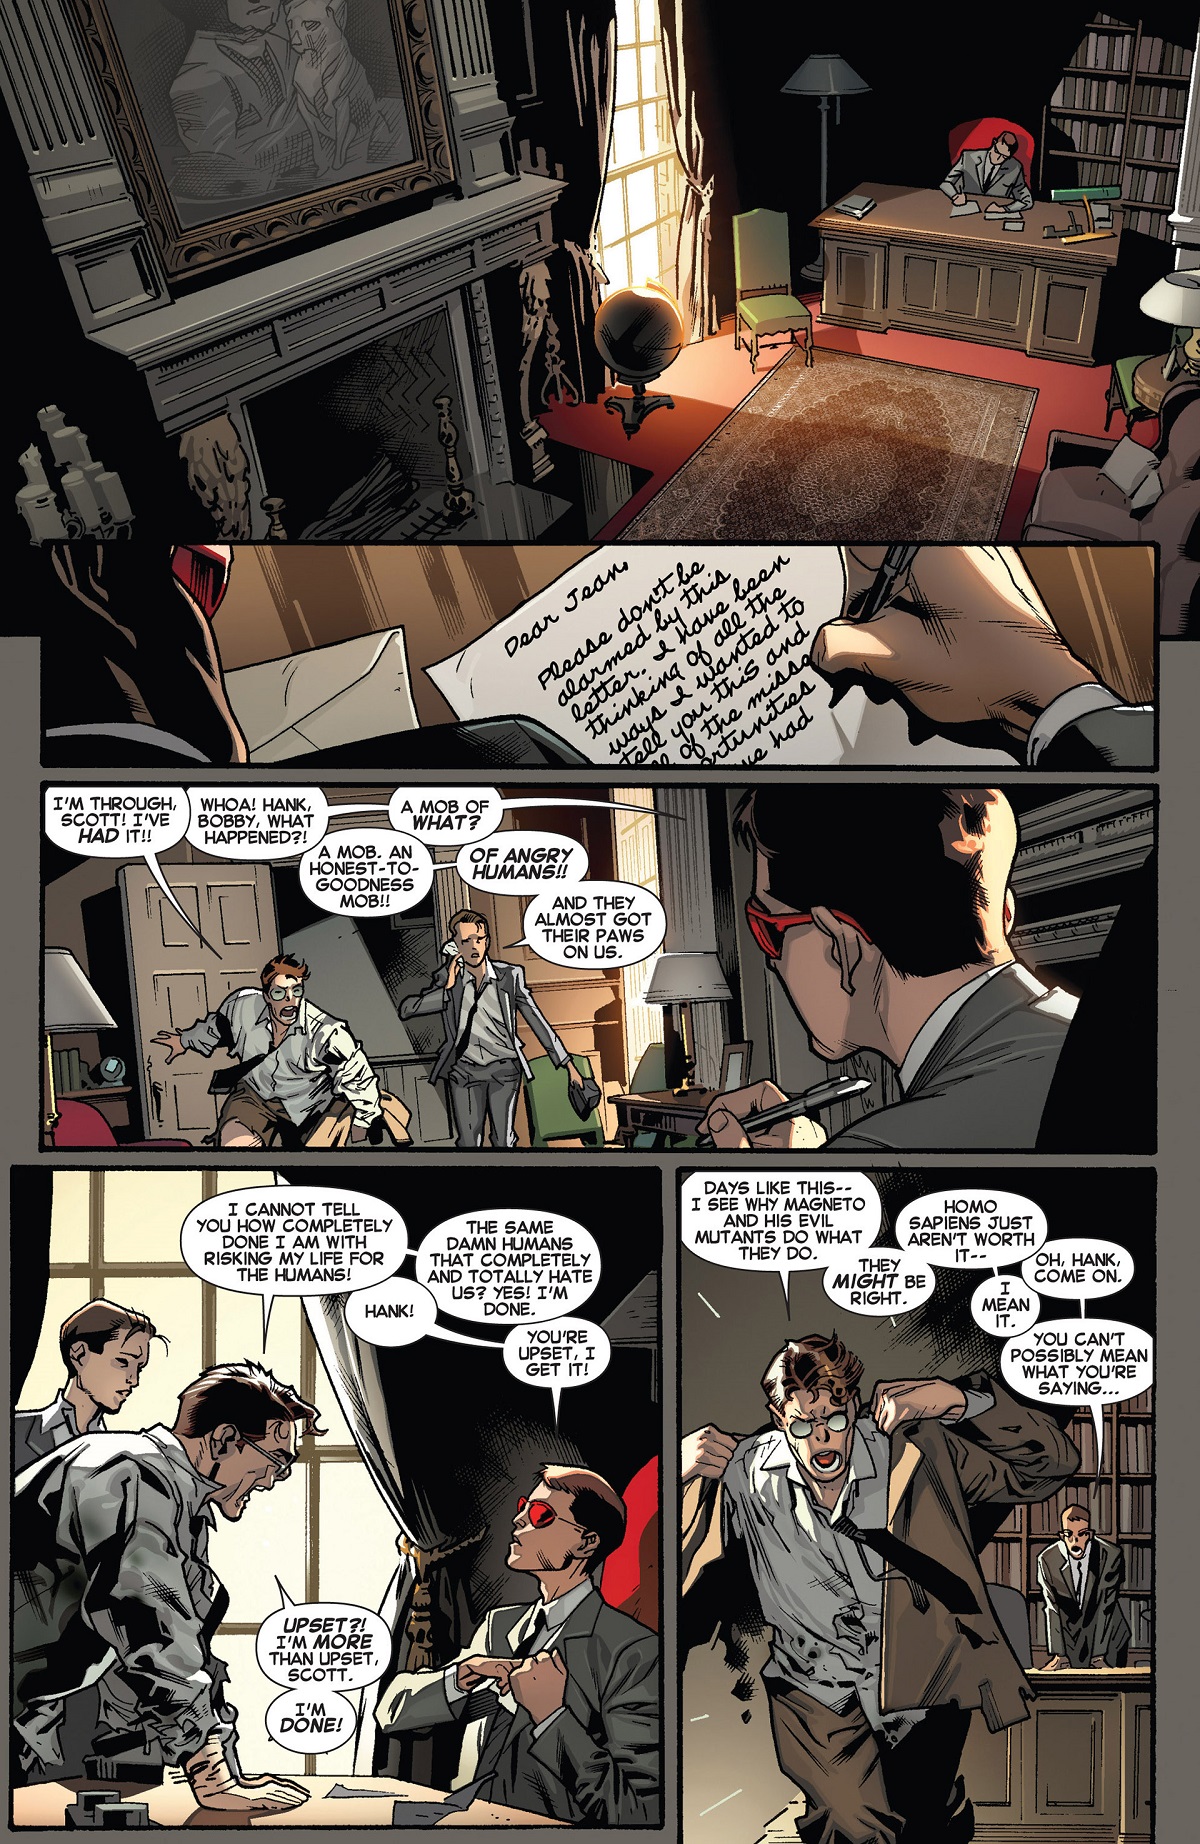 Dear Jean,
Please don't be
alarmed by this
letter. I have been
thinking of all the
ways I wanted to
tell you this and
of the misse
ortunities
ve had
I'M THROUGH,
SCOTT! I'VE
HAD IT!!
WHOA! HANK,
BOBBY, WHAT
HAPPENED?!
A MOB. AN
HONEST-TO-
GOODNESS
MOB!!
A MOB OF
WHAT?
OF ANGRY
HUMANS!!
AND THEY
ALMOST GOT
THEIR PAWS
ON US.
I CANNOT TELL
YOU HOW COMPLETELY
DONE I AM WITH
RISKING MY LIFE FOR
THE HUMANS!
HANK!
THE SAME
DAMN HUMANS
THAT COMPLETELY
AND TOTALLY HATE
US? YES! I'M
DONE.
YOU'RE
UPSET, I
GET IT!
UPSET?!
I'M MORE
THAN UPSET,
SCOTT.
I'M
DONE!
DAYS LIKE THIS--
I SEE WHY MAGNETO
AND HIS EVIL
MUTANTS DO WHAT
THEY DO.
THEY
MIGHT BE
RIGHT.
HOMO
SAPIENS JUST
AREN'T WORTH
IT--
I
MEAN
IT.
OH, HANK,
COME ON.
YOU CAN'T
POSSIBLY MEAN
WHAT YOU'RE
SAYING...